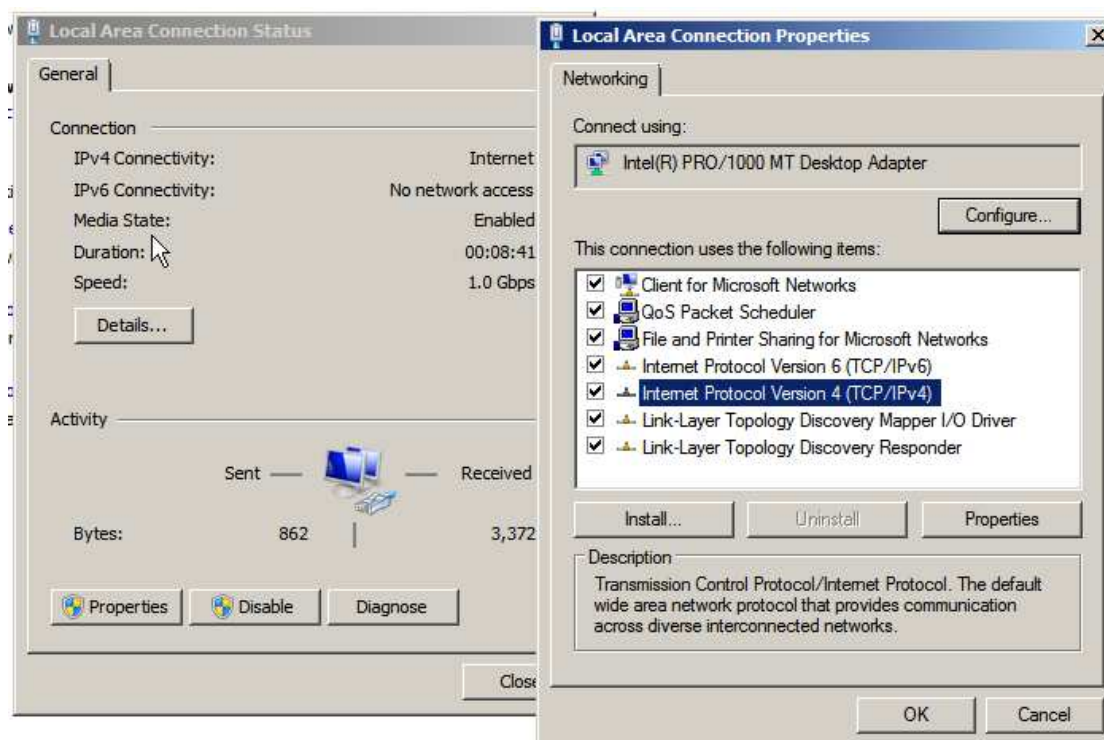 Local Area Connection Status
General
Connection
IPv4 Connectivity: Internet
IPv6 Connectivity: No network access
Media State: Enabled
Duration: 00:08:41
Speed: 1.0 Gbps
Details...
Activity
Sent Received
Bytes: 862 3,372
Properties Disable Diagnose
Close
Local Area Connection Properties
Networking
Connect using:
Intel(R) PRO/1000 MT Desktop Adapter
Configure...
This connection uses the following items:
Client for Microsoft Networks
QoS Packet Scheduler
File and Printer Sharing for Microsoft Networks
Internet Protocol Version 6 (TCP/IPv6)
Internet Protocol Version 4 (TCP/IPv4)
Link-Layer Topology Discovery Mapper I/O Driver
Link-Layer Topology Discovery Responder
Install... Uninstall Properties
Description
Transmission Control Protocol/Internet Protocol. The default
wide area network protocol that provides communication
across diverse interconnected networks.
OK Cancel